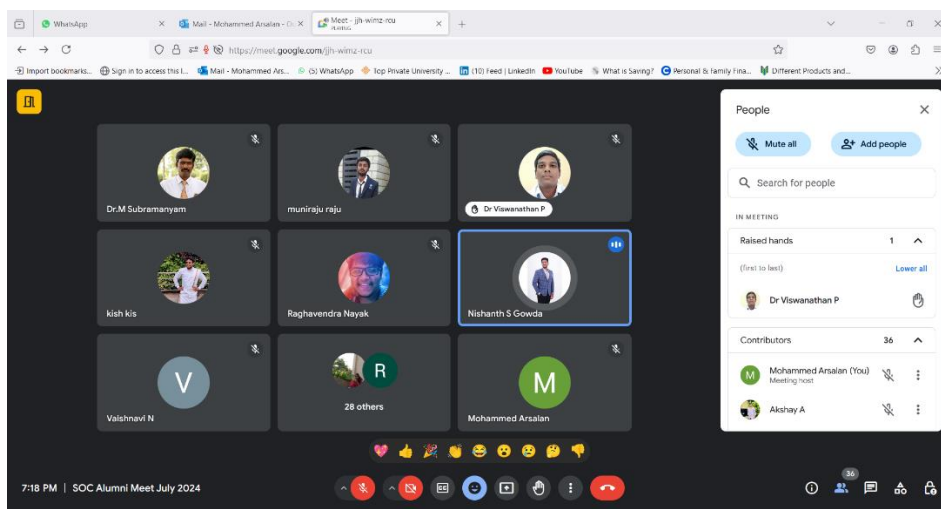 WhatsApp
Mail - Mohammed Arsalan - O
Meet - jjh-wimz-rcu
https://meet.google.com/jjh-wimz-rcu
Import bookmarks...
Sign in to access this l...
Mail - Mohammed Ars...
(5) WhatsApp
Top Private University ...
(10) Feed | LinkedIn
YouTube
What is Saving?
Personal & Family Fina...
Different Products and...
Dr.M Subramanyam
muniraju raju
Dr Viswanathan P
kish kis
Raghavendra Nayak
Nishanth S Gowda
V
Vaishnavi N
R
28 others
M
Mohammed Arsalan
People
Mute all
Add people
Search for people
IN MEETING
Raised hands 1
(first to last) Lower all
Dr Viswanathan P
Contributors 36
M
Mohammed Arsalan (You)
Meeting host
Akshay A
7:18 PM | SOC Alumni Meet July 2024
CC
36